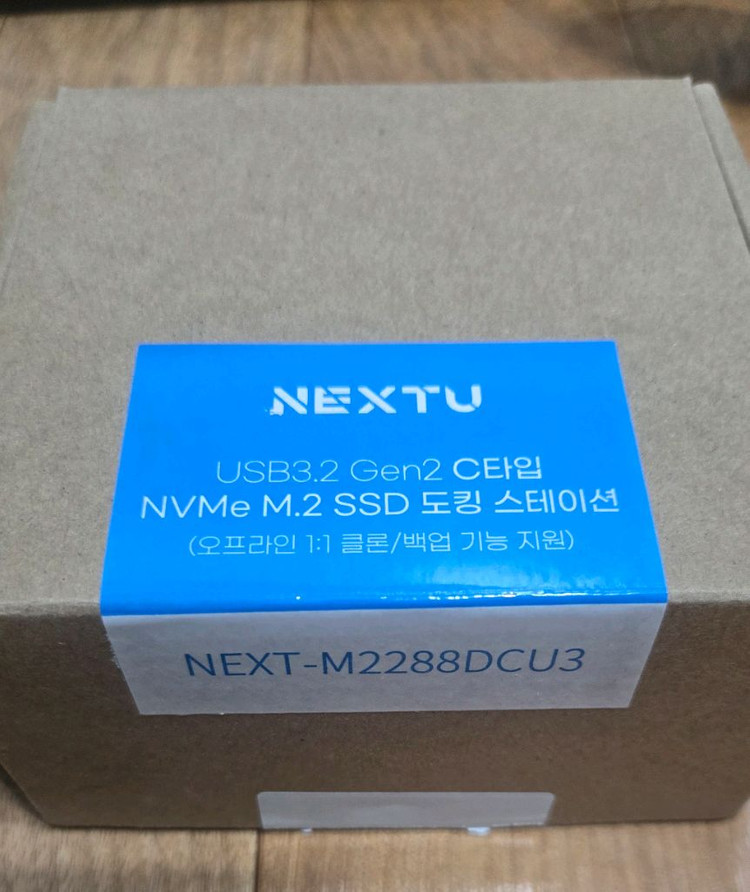 NEXTU
USB3.2 Gen2 C타입
NVMe M.2 SSD 도킹 스테이션
(오프라인 1:1 클론/백업 기능 지원)
NEXT-M2288DCU3